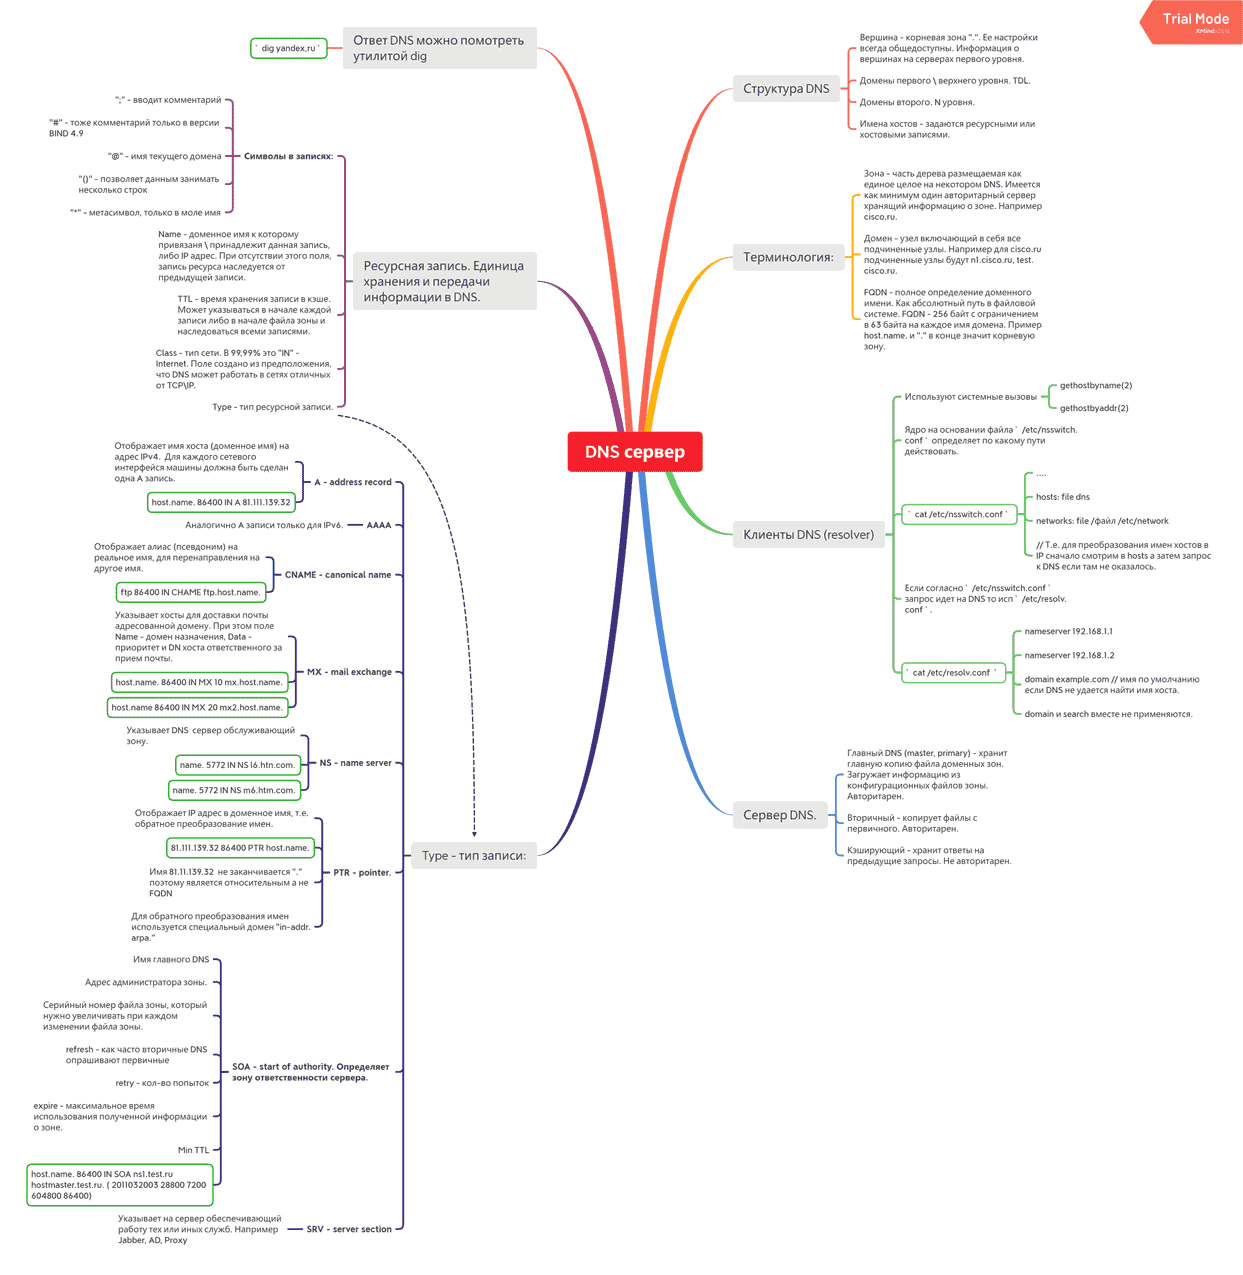 Trial Mode
XMind
DNS сервер
Структура DNS
Вершина - корневая зона ".". Ее настройки
всегда общедоступны. Информация о
вершинах на серверах первого уровня.
Домены первого \ верхнего уровня. TDL.
Домены второго. N уровня.
Имена хостов - задаются ресурсными или
хостовыми записями.
Терминология:
Зона - часть дерева размещаемая как
единое целое на некотором DNS. Имеется
как минимум один авторитарный сервер
хранящий информацию о зоне. Например
cisco.ru.
Домен - узел включающий в себя все
подчиненные узлы. Например для cisco.ru
подчиненные узлы будут n1.cisco.ru, test.
cisco.ru.
FQDN - полное определение доменного
имени. Как абсолютный путь в файловой
системе. FQDN - 256 байт с ограничением
в 63 байта на каждое имя домена. Пример
host.name. и "." в конце значит корневую
зону.
Клиенты DNS (resolver)
Используют системные вызовы
gethostbyname(2)
gethostbyaddr(2)
Ядро на основании файла ` /etc/nsswitch.
conf ` определяет по какому пути
действовать.
` cat /etc/nsswitch.conf `
....
hosts: file dns
networks: file /файл /etc/network
// Т.е. для преобразования имен хостов в
IP сначало смотрим в hosts а затем запрос
к DNS если там не оказалось.
Если согласно ` /etc/nsswitch.conf `
запрос идет на DNS то исп ` /etc/resolv.
conf ` .
` cat /etc/resolv.conf `
nameserver 192.168.1.1
nameserver 192.168.1.2
domain example.com // имя по умолчанию
если DNS не удается найти имя хоста.
domain и search вместе не применяются.
Сервер DNS.
Главный DNS (master, primary) - хранит
главную копию файла доменных зон.
Загружает информацию из
конфигурационных файлов зоны.
Авторитарен.
Вторичный - копирует файлы с
первичного. Авторитарен.
Кэширующий - хранит ответы на
предыдущие запросы. Не авторитарен.
Ответ DNS можно помотреть
утилитой dig
` dig yandex.ru `
Ресурсная запись. Единица
хранения и передачи
информации в DNS.
Символы в записях:
";" - вводит комментарий
"#" - тоже комментарий только в версии
BIND 4.9
"@" - имя текущего домена
"()" - позволяет данным занимать
несколько строк
"*" - метасимвол, только в моле имя
Name - доменное имя к которому
привязаня \ принадлежит данная запись,
либо IP адрес. При отсутствии этого поля,
запись ресурса наследуется от
предыдущей записи.
TTL - время хранения записи в кэше.
Может указываться в начале каждой
записи либо в начале файла зоны и
наследоваться всеми записями.
Class - тип сети. В 99,99% это "IN" -
Internet. Поле создано из предположения,
что DNS может работать в сетях отличных
от TCP\IP.
Type - тип ресурсной записи.
Type - тип записи:
A - address record
Отображает имя хоста (доменное имя) на
адрес IPv4. Для каждого сетевого
интерфейса машины должна быть сделан
одна А запись.
host.name. 86400 IN A 81.111.139.32
AAAA
Аналогично А записи только для IPv6.
CNAME - canonical name
Отображает алиас (псевдоним) на
реальное имя, для перенаправления на
другое имя.
ftp 86400 IN CHAME ftp.host.name.
MX - mail exchange
Указывает хосты для доставки почты
адресованной домену. При этом поле
Name - домен назначения, Data -
приоритет и DN хоста ответственного за
прием почты.
host.name. 86400 IN MX 10 mx.host.name.
host.name 86400 IN MX 20 mx2.host.name.
NS - name server
Указывает DNS сервер обслуживающий
зону.
name. 5772 IN NS l6.htn.com.
name. 5772 IN NS m6.htm.com.
PTR - pointer.
Отображает IP адрес в доменное имя, т.е.
обратное преобразование имен.
81.111.139.32 86400 PTR host.name.
Имя 81.11.139.32 не заканчивается "."
поэтому является относительным а не
FQDN
Для обратного преобразования имен
используется специальный домен "in-addr.
arpa."
SOA - start of authority. Определяет
зону ответственности сервера.
Имя главного DNS
Адрес администратора зоны.
Серийный номер файла зоны, который
нужно увеличивать при каждом
изменении файла зоны.
refresh - как часто вторичные DNS
опрашивают первичные
retry - кол-во попыток
expire - максимальное время
использования полученной информации
о зоне.
Min TTL
host.name. 86400 IN SOA ns1.test.ru
hostmaster.test.ru. ( 2011032003 28800 7200
604800 86400)
SRV - server section
Указывает на сервер обеспечивающий
работу тех или иных служб. Например
Jabber, AD, Proxy